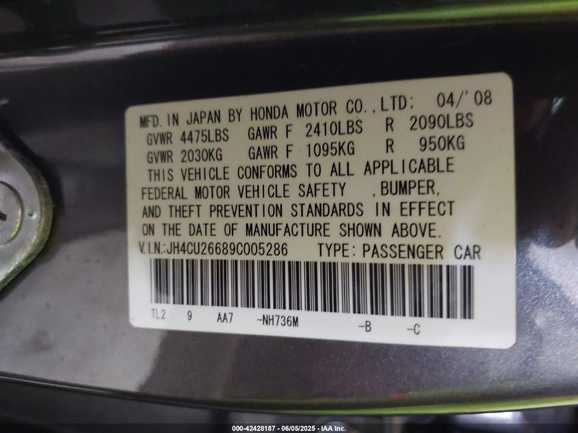 MFD. IN JAPAN BY HONDA MOTOR CO.,LTD: 04/'08
GVWR 4475LBS GAWR F 2410LBS R 2090LBS
GVWR 2030KG GAWR F 1095KG R 950KG
THIS VEHICLE CONFORMS TO ALL APPLICABLE
FEDERAL MOTOR VEHICLE SAFETY ,BUMPER,
AND THEFT PREVENTION STANDARDS IN EFFECT
ON THE DATE OF MANUFACTURE SHOWN ABOVE.
V.I.N.:JH4CU26689C005286 TYPE: PASSENGER CAR
TL2 9 AA7 -NH736M -B -C
000-42428187 - 06/05/2025 - IAA Inc.